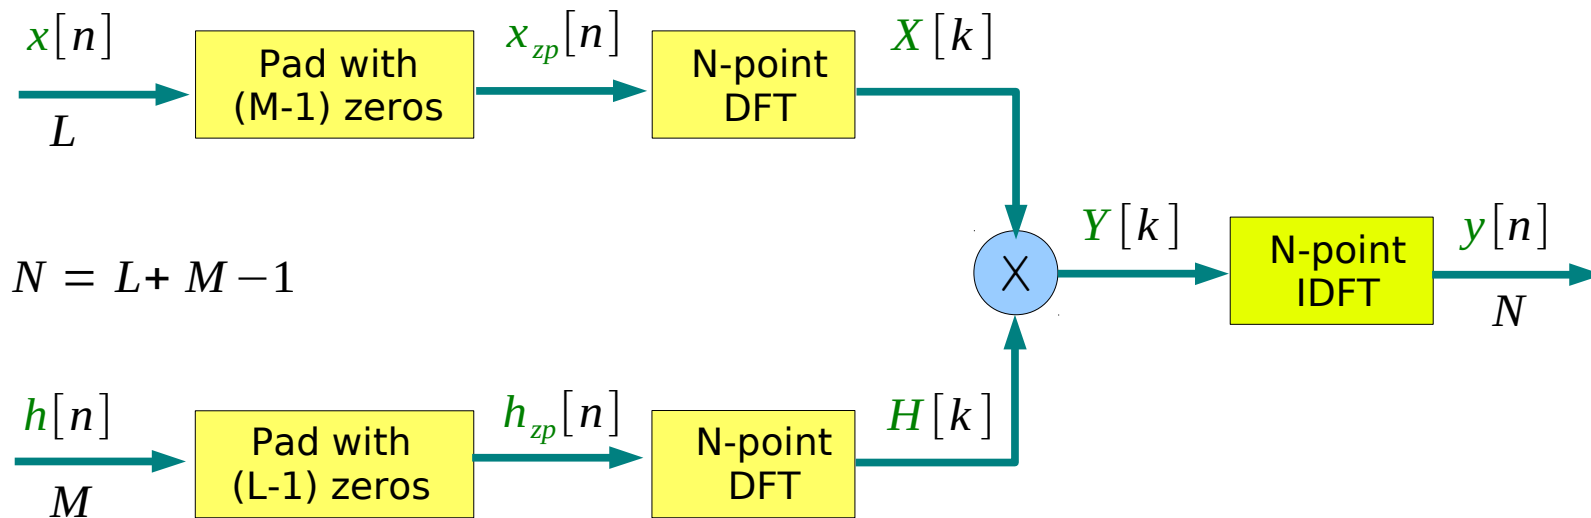 x[n]
L
Pad with
(M-1) zeros
x_zp[n]
N-point
DFT
X[k]
N = L+ M−1
X
Y[k]
N-point
IDFT
y[n]
N
h[n]
M
Pad with
(L-1) zeros
h_zp[n]
N-point
DFT
H[k]